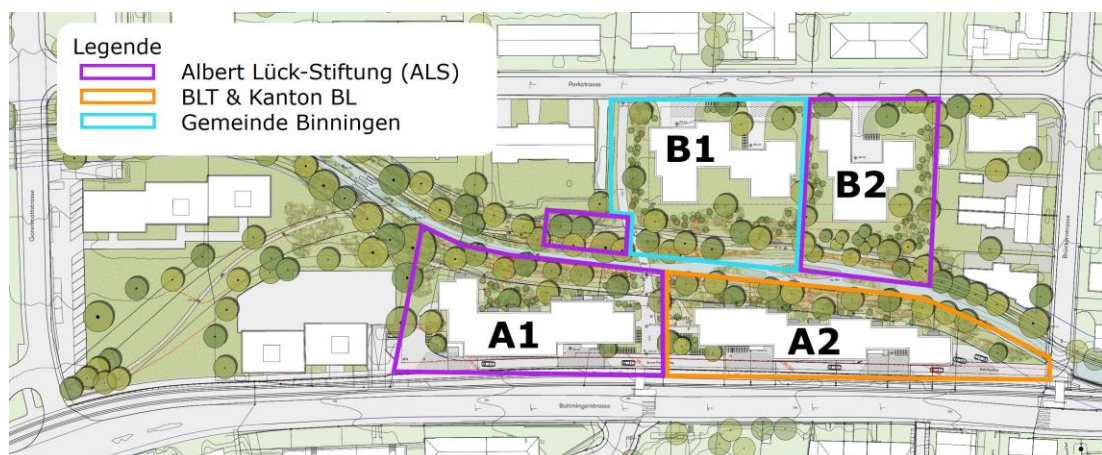 Legende
Albert Lück-Stiftung (ALS)
BLT & Kanton BL
Gemeinde Binningen
Parkstrasse
B1
B2
A1
A2
Bottmingerstrasse